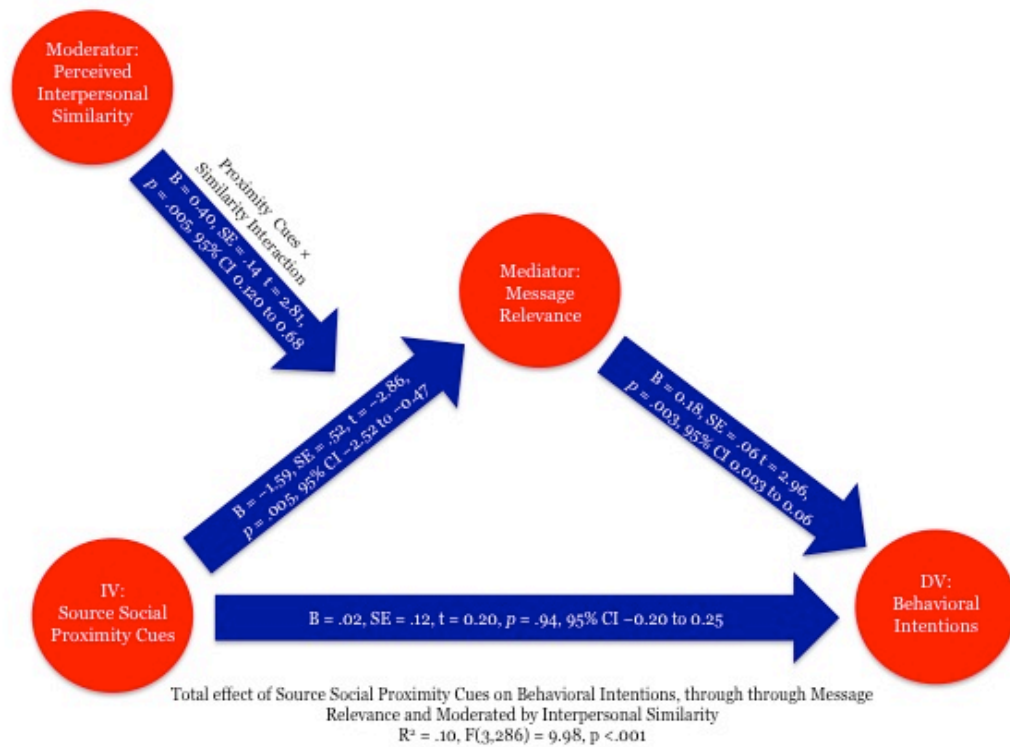 Moderator:
Perceived
Interpersonal
Similarity
Proximity Cues ×
Similarity Interaction
B = 0.40, SE = .14 t = 2.81,
p = .005, 95% CI 0.120 to 0.68
Mediator:
Message
Relevance
B = −1.59, SE = .52, t = −2.86,
p = .005, 95% CI −2.52 to −0.47
B = 0.18, SE = .06 t = 2.96,
p = .003, 95% CI 0.003 to 0.06
IV:
Source Social
Proximity Cues
B = .02, SE = .12, t = 0.20, p = .94, 95% CI −0.20 to 0.25
DV:
Behavioral
Intentions
Total effect of Source Social Proximity Cues on Behavioral Intentions, through through Message
Relevance and Moderated by Interpersonal Similarity
R² = .10, F(3,286) = 9.98, p <.001